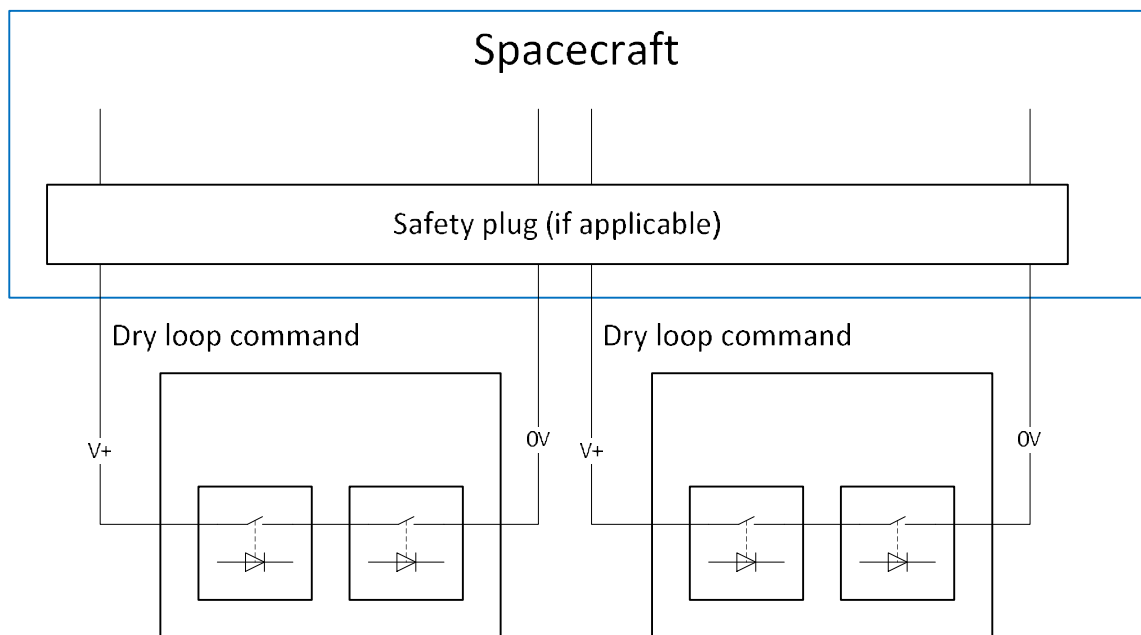 Spacecraft
Safety plug (if applicable)
Dry loop command
Dry loop command
V+
0V
V+
0V